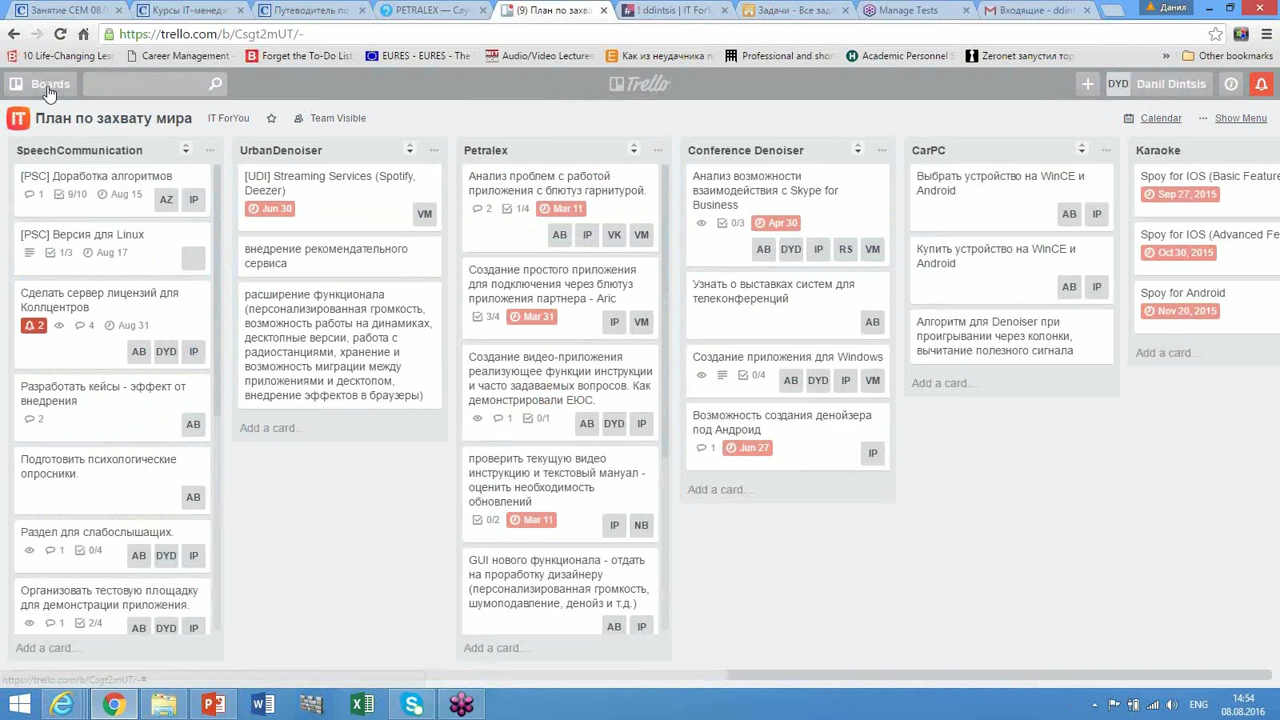 Занятие СЕМ 08.
Курсы IT-менед
Путеводитель по
PETRALEX — Слу
(9) План по захва
! ddintsis | IT ForY
Задачи - Все зад
Manage Tests
Входящие - ddin
Данил
https://trello.com/b/Csgt2mUT/-
10 Life-Changing Les
Career Management -
Forget the To-Do List
EURES - EURES - The
Audio/Video Lectures
Как из неудачника п
Professional and shor
Academic Personnel
Zeronet запустил тор
»
Other bookmarks
Boards
Trello
DYD
Danil Dintsis
IT
План по захвату мира
IT ForYou
Team Visible
Calendar
Show Menu
SpeechCommunication
[PSC] Доработка алгоритмов
1
9/10
Aug 15
AZ
IP
[PSC] Версия для Linux
1/3
Aug 17
Сделать сервер лицензий для
Коллцентров
2
4
Aug 31
AB
DYD
IP
Разработать кейсы - эффект от
внедрения
2
AB
Подготовить психологические
опросники.
AB
Раздел для слабослышащих.
1
0/4
AB
DYD
IP
Организовать тестовую площадку
для демонстрации приложения.
1
2/4
AB
DYD
IP
Add a card...
UrbanDenoiser
[UDI] Streaming Services (Spotify,
Deezer)
Jun 30
VM
внедрение рекомендательного
сервиса
расширение функционала
(персонализированная громкость,
возможность работы на динамиках,
десктопные версии, работа с
радиостанциями, хранение и
возможность миграции между
приложениями и десктопом,
внедрение эффектов в браузеры)
Add a card...
Petralex
Анализ проблем с работой
приложения с блютуз гарнитурой.
2
1/4
Mar 11
AB
IP
VK
VM
Создание простого приложения
для подключения через блютуз
приложения партнера - Aric
3/4
Mar 31
IP
VM
Создание видео-приложения
реализующее функции инструкции
и часто задаваемых вопросов. Как
демонстрировали ЕЮС.
1
0/1
AB
DYD
IP
проверить текущую видео
инструкцию и текстовый мануал -
оценить необходимость
обновлений
0/2
Mar 11
IP
NB
GUI нового функционала - отдать
на проработку дизайнеру
(персонализированная громкость,
шумоподавление, денойз и т.д.)
AB
IP
Add a card...
Conference Denoiser
Анализ возможности
взаимодействия с Skype for
Business
0/3
Apr 30
AB
DYD
IP
RS
VM
Узнать о выставках систем для
телеконференций
AB
Создание приложения для Windows
0/4
AB
DYD
IP
VM
Возможность создания денойзера
под Андроид
1
Jun 27
IP
Add a card...
CarPC
Выбрать устройство на WinCE и
Android
AB
IP
Купить устройство на WinCE и
Android
AB
IP
Алгоритм для Denoiser при
проигрывании через колонки,
вычитание полезного сигнала
Add a card...
Karaoke
Spoy for IOS (Basic Feature
Sep 27, 2015
Spoy for IOS (Advanced Fe
Oct 30, 2015
Spoy for Android
Nov 20, 2015
Add a card...
https://trello.com/b/Csgt2mUT/-#
ENG
14:54
08.08.2016